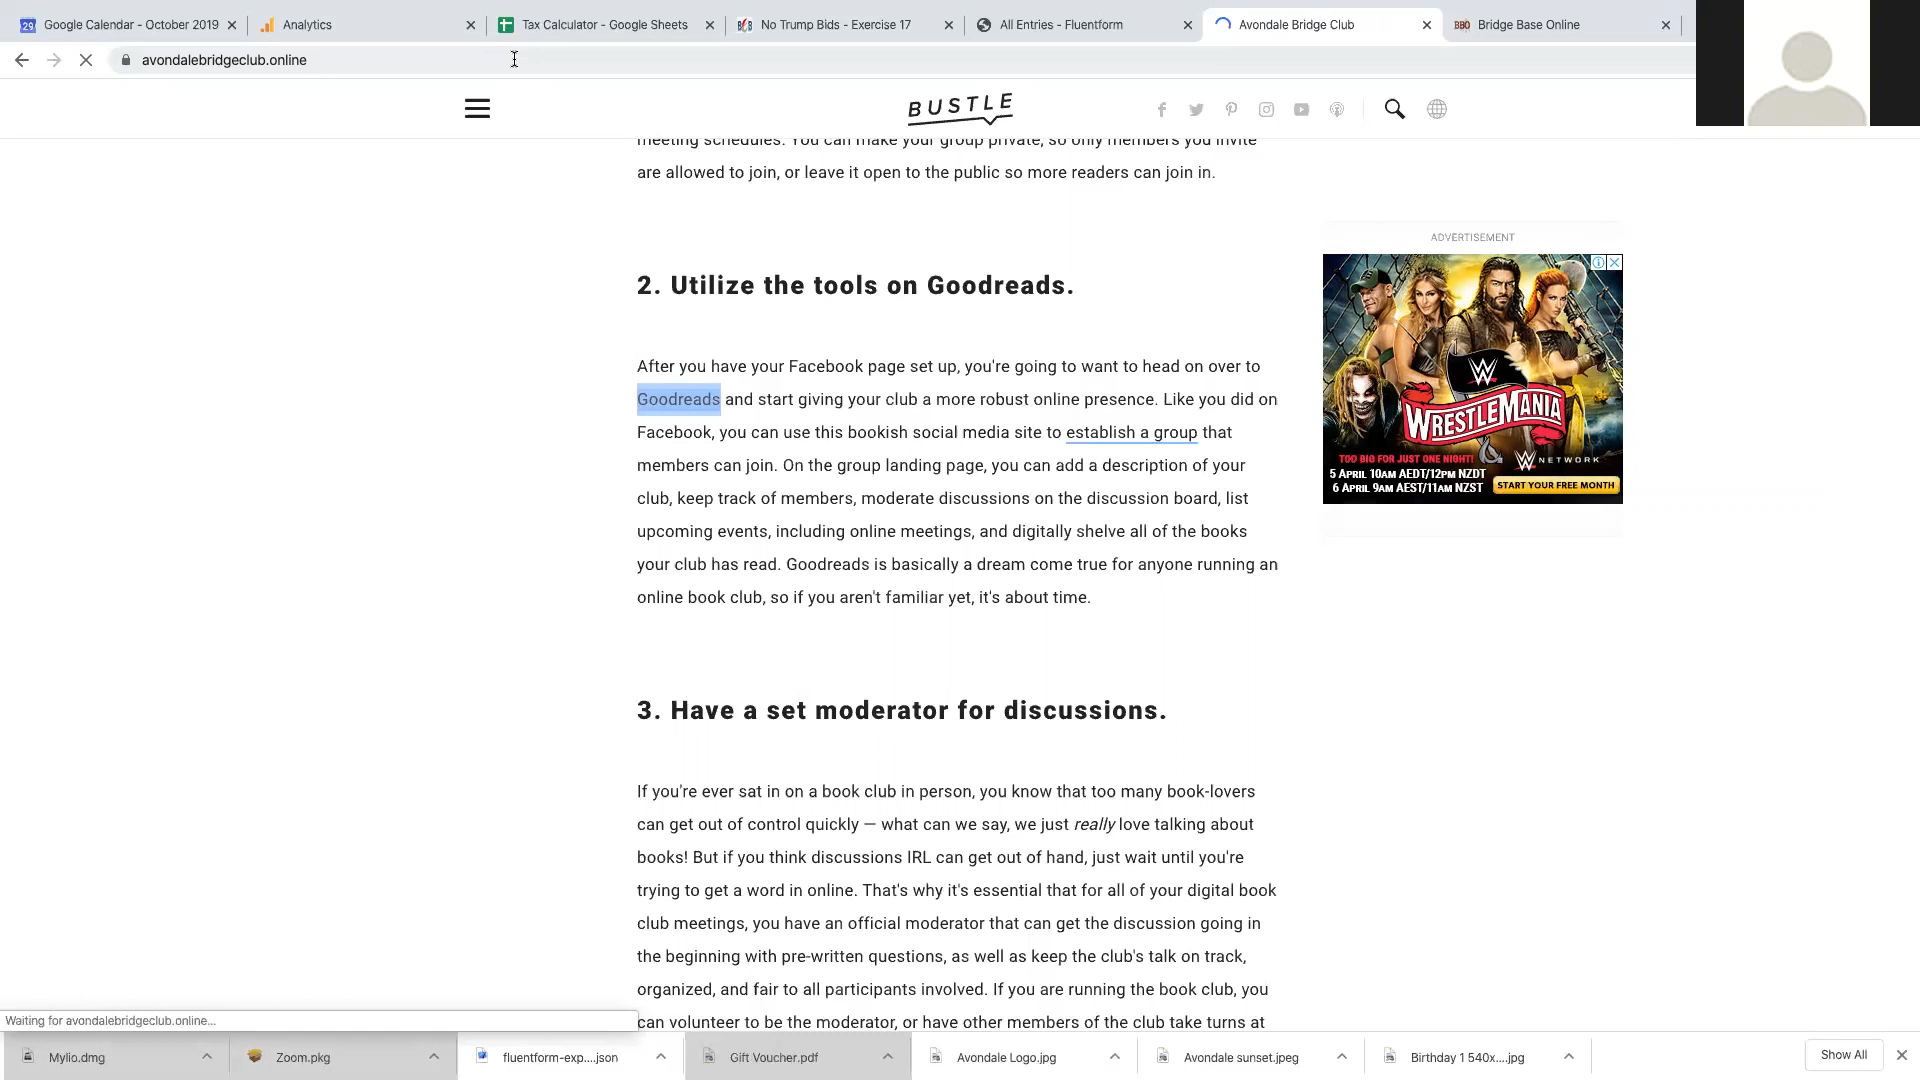 Google Calendar - October 2019
Analytics
Tax Calculator - Google Sheets
No Trump Bids - Exercise 17
All Entries - Fluentform
Avondale Bridge Club
Bridge Base Online
avondalebridgeclub.online
BUSTLE
meeting schedules. You can make your group private, so only members you invite
are allowed to join, or leave it open to the public so more readers can join in.
2. Utilize the tools on Goodreads.
After you have your Facebook page set up, you're going to want to head on over to
Goodreads and start giving your club a more robust online presence. Like you did on
Facebook, you can use this bookish social media site to establish a group that
members can join. On the group landing page, you can add a description of your
club, keep track of members, moderate discussions on the discussion board, list
upcoming events, including online meetings, and digitally shelve all of the books
your club has read. Goodreads is basically a dream come true for anyone running an
online book club, so if you aren't familiar yet, it's about time.
ADVERTISEMENT
WRESTLEMANIA
TOO BIG FOR JUST ONE NIGHT!
5 APRIL 10AM AEDT/12PM NZDT
6 APRIL 9AM AEST/11AM NZST
W NETWORK
START YOUR FREE MONTH
3. Have a set moderator for discussions.
If you're ever sat in on a book club in person, you know that too many book-lovers
can get out of control quickly — what can we say, we just really love talking about
books! But if you think discussions IRL can get out of hand, just wait until you're
trying to get a word in online. That's why it's essential that for all of your digital book
club meetings, you have an official moderator that can get the discussion going in
the beginning with pre-written questions, as well as keep the club's talk on track,
organized, and fair to all participants involved. If you are running the book club, you
can volunteer to be the moderator, or have other members of the club take turns at
Waiting for avondalebridgeclub.online...
Mylio.dmg
Zoom.pkg
fluentform-exp....json
Gift Voucher.pdf
Avondale Logo.jpg
Avondale sunset.jpeg
Birthday 1 540x....jpg
Show All